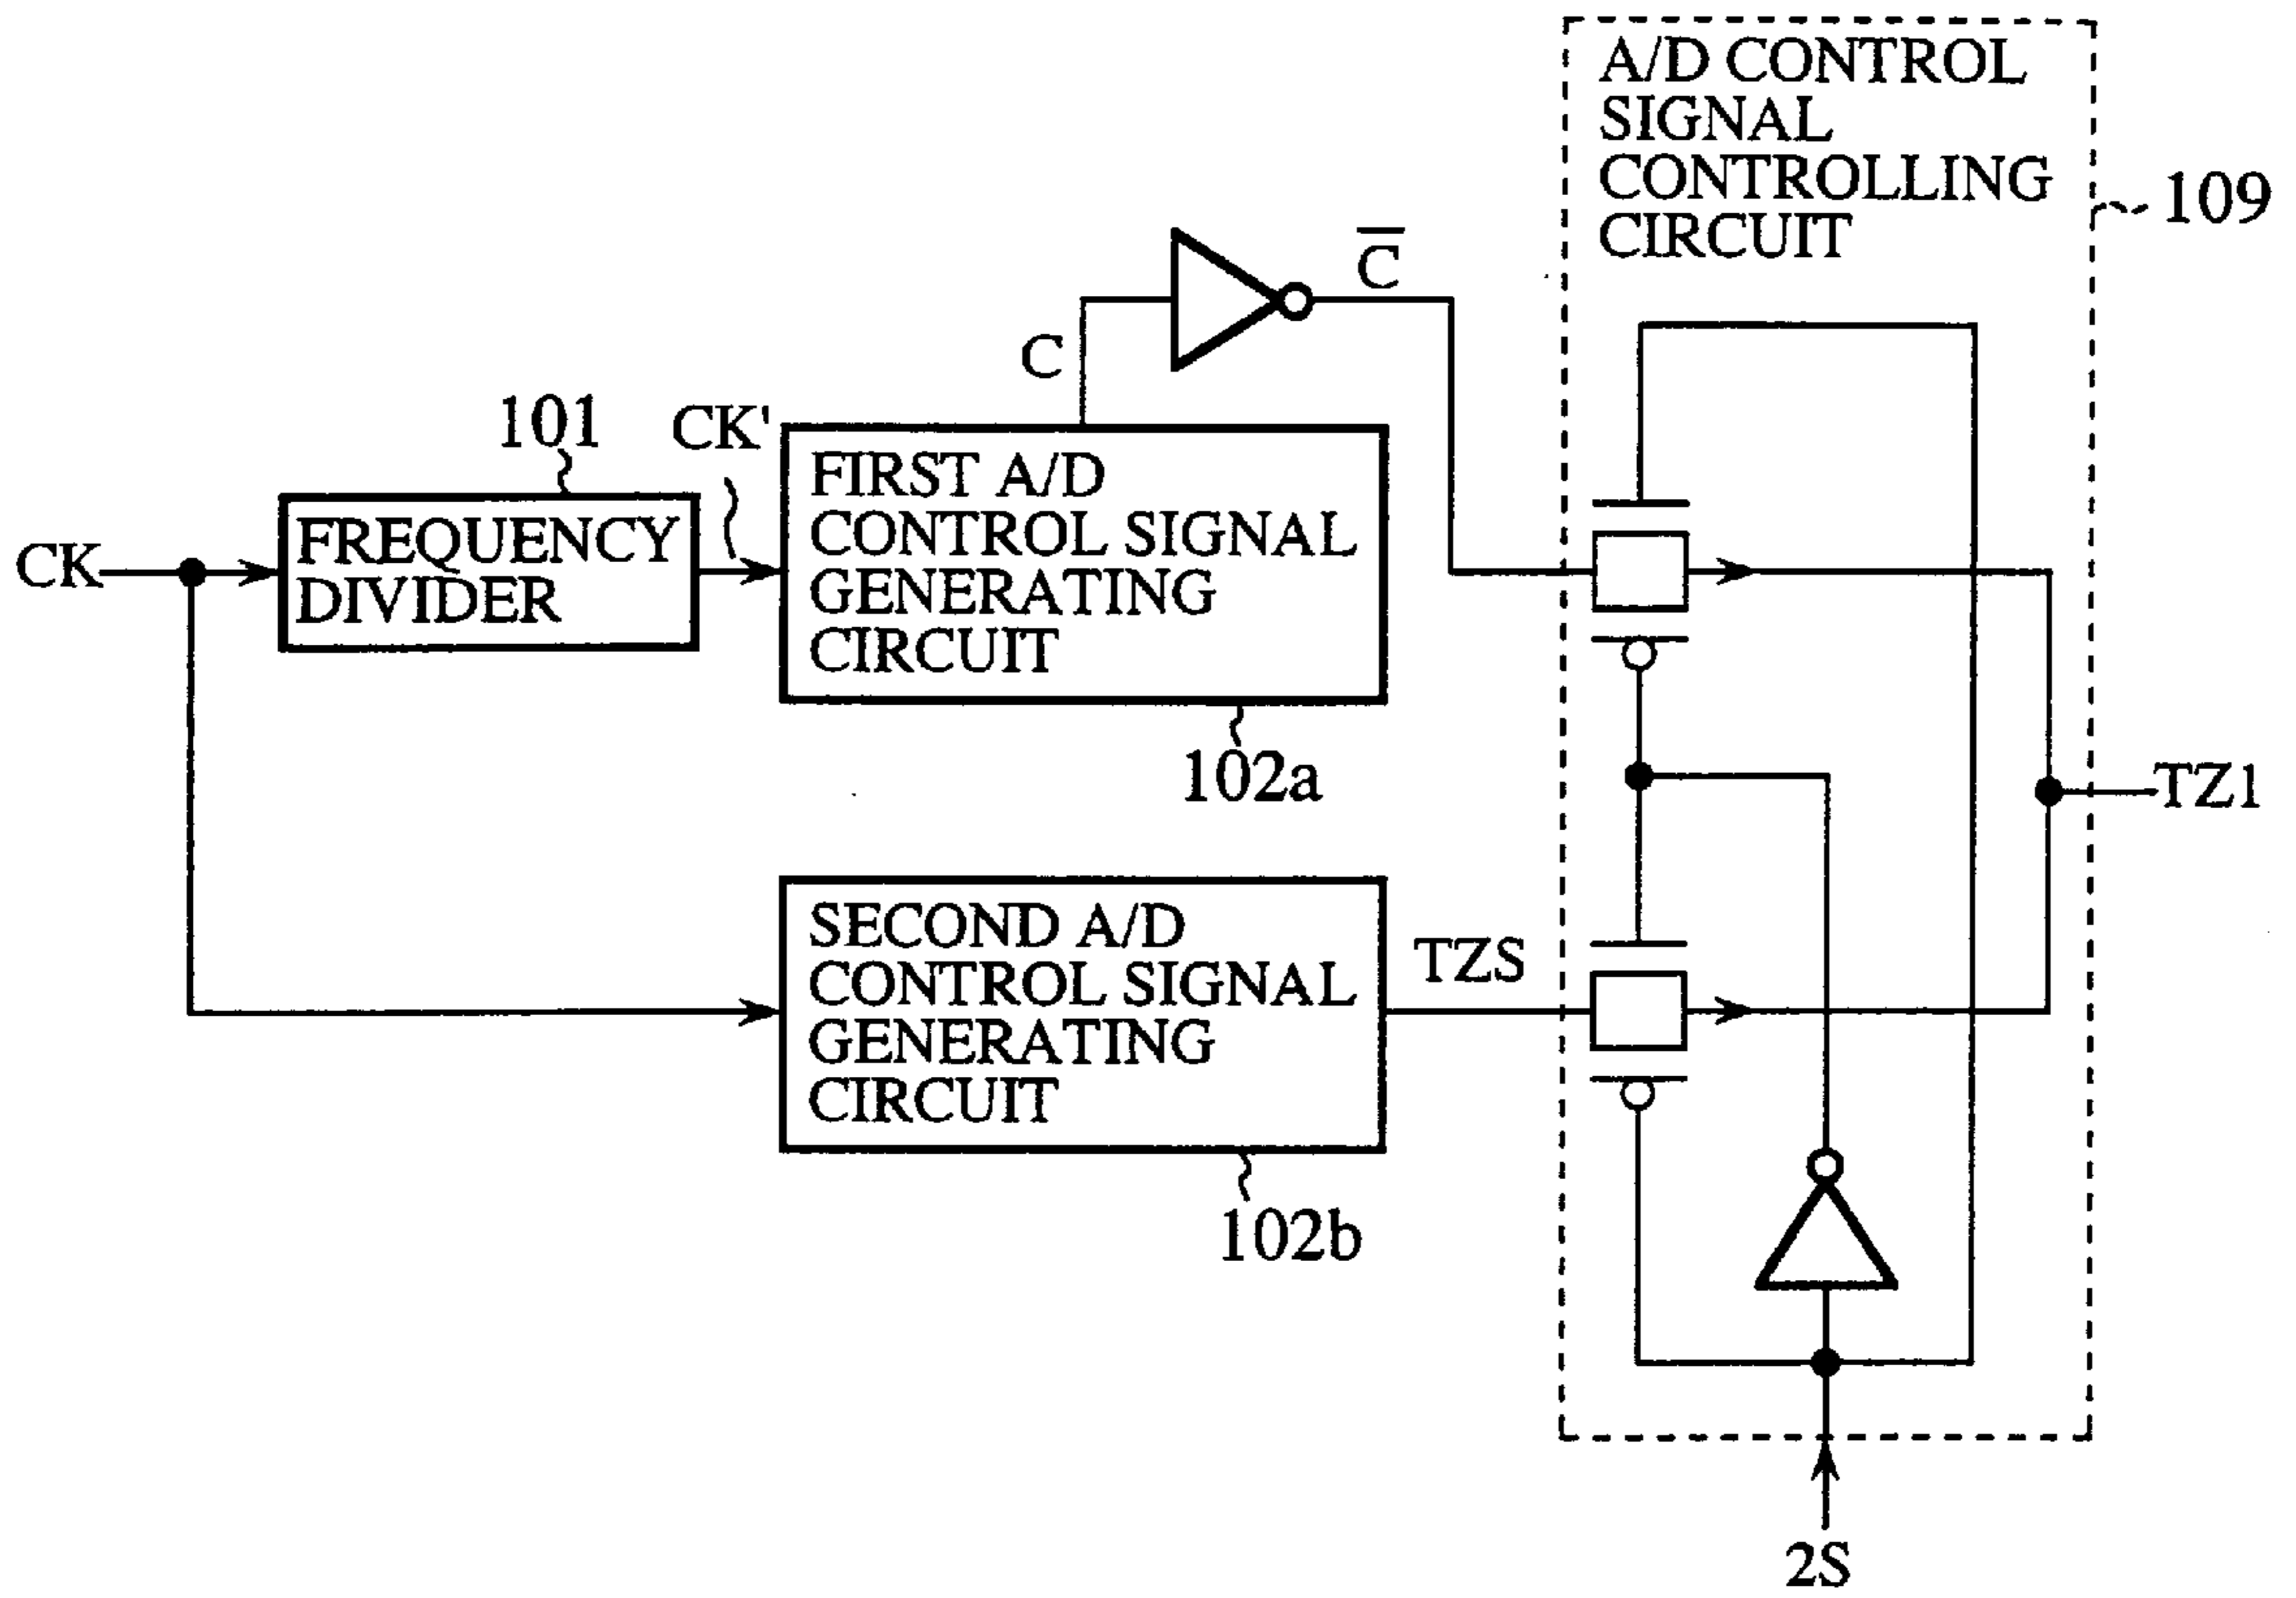 A/D CONTROL
SIGNAL
CONTROLLING
CIRCUIT
109
C̅
C
101
CK'
FIRST A/D
CONTROL SIGNAL
GENERATING
CIRCUIT
CK
FREQUENCY
DIVIDER
102a
TZ1
SECOND A/D
CONTROL SIGNAL
GENERATING
CIRCUIT
TZS
102b
2S